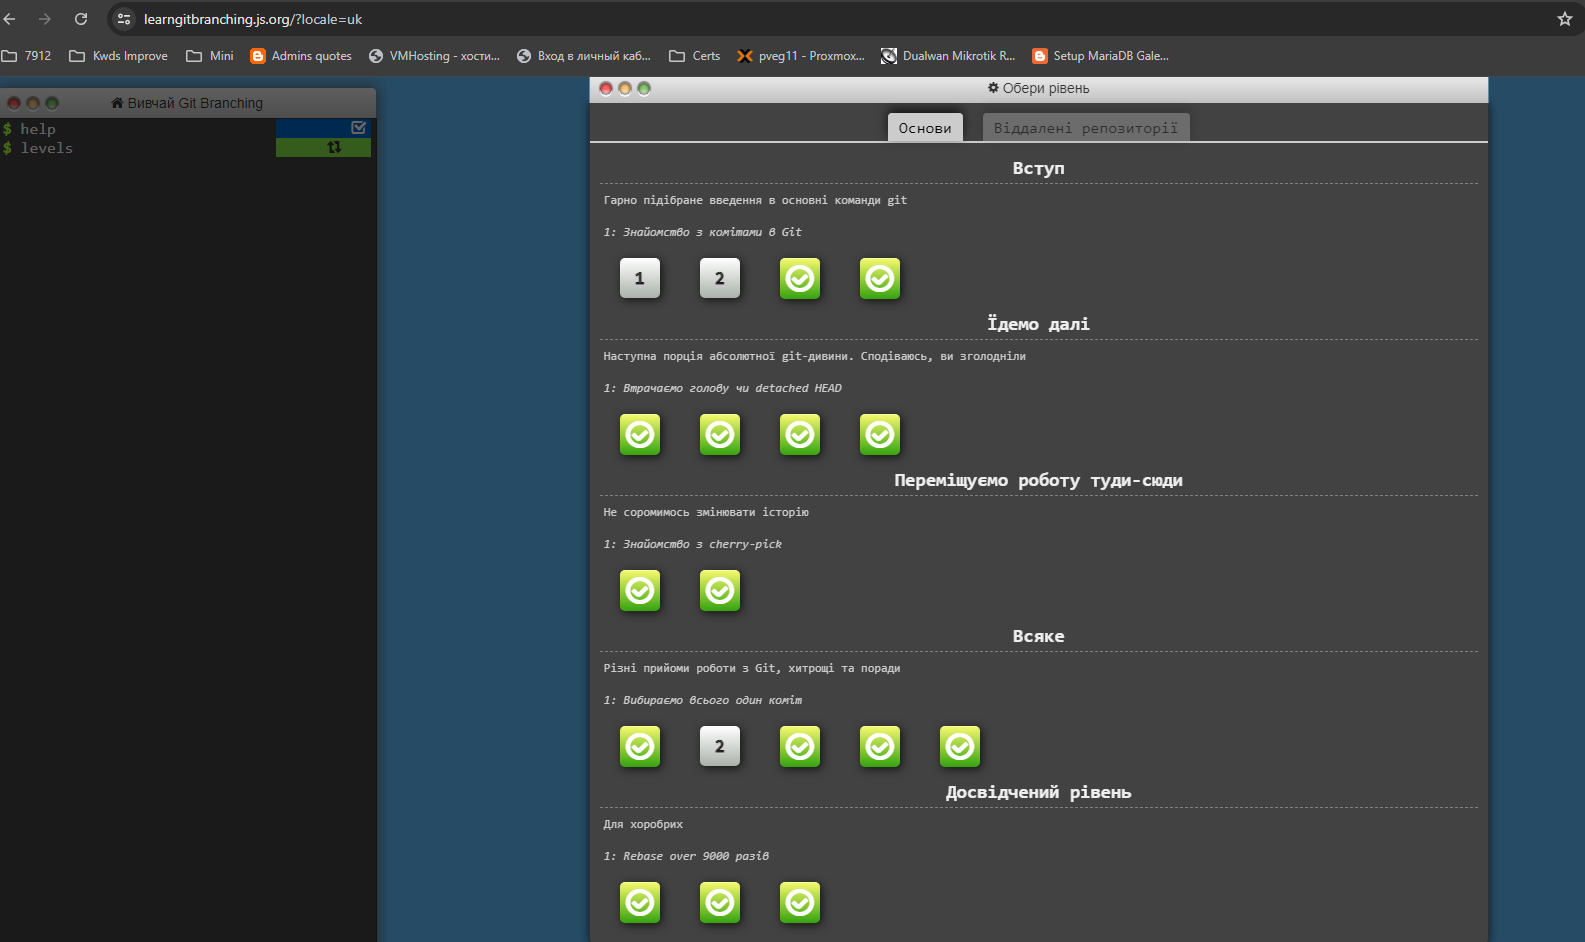 learngitbranching.js.org/?locale=uk
7912 Kwds Improve Mini Admins quotes VMHosting - хости... Вход в личный каб... Certs pveg11 - Proxmox... Dualwan Mikrotik R... Setup MariaDB Gale...
Вивчай Git Branching
$ help
$ levels
Обери рівень
Основи Віддалені репозиторії
Вступ
Гарно підібране введення в основні команди git
1: Знайомство з комітами в Git
1 2
Їдемо далі
Наступна порція абсолютної git-дивини. Сподіваюсь, ви зголодніли
1: Втрачаємо голову чи detached HEAD
Переміщуємо роботу туди-сюди
Не соромимось змінювати історію
1: Знайомство з cherry-pick
Всяке
Різні прийоми роботи з Git, хитрощі та поради
1: Вибираємо всього один коміт
2
Досвідчений рівень
Для хоробрих
1: Rebase over 9000 разів